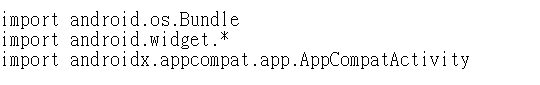 import android.os.Bundle
import android.widget.*
import androidx.appcompat.app.AppCompatActivity